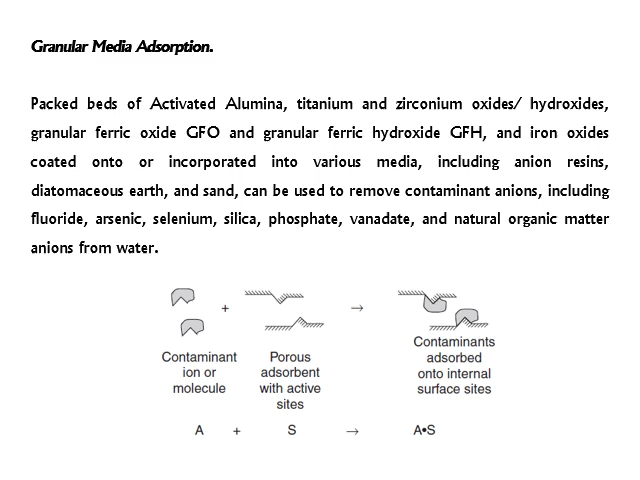 Granular Media Adsorption.
Packed beds of Activated Alumina, titanium and zirconium oxides/ hydroxides,
granular ferric oxide GFO and granular ferric hydroxide GFH, and iron oxides
coated onto or incorporated into various media, including anion resins,
diatomaceous earth, and sand, can be used to remove contaminant anions, including
fluoride, arsenic, selenium, silica, phosphate, vanadate, and natural organic matter
anions from water.
+ →
Contaminant
ion or
molecule
Porous
adsorbent
with active
sites
Contaminants
adsorbed
onto internal
surface sites
A + S → A•S